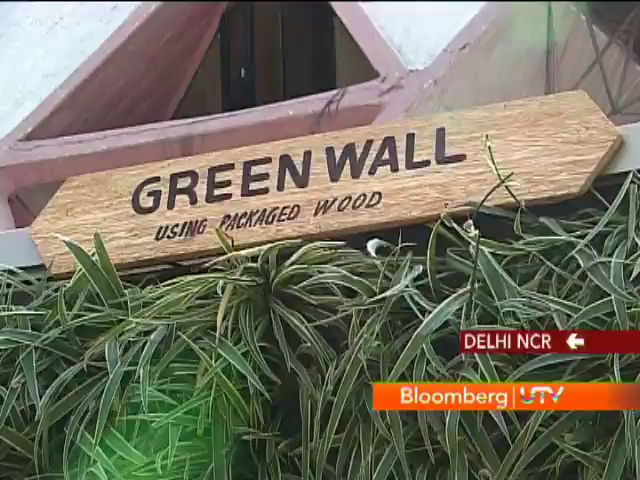 GREEN WALL
USING PACKAGED WOOD
DELHI NCR
Bloomberg UTV